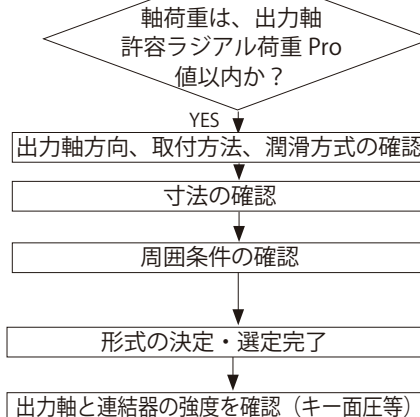 軸荷重は、出力軸
許容ラジアル荷重 Pro
値以内か？
YES
出力軸方向、取付方法、潤滑方式の確認
寸法の確認
周囲条件の確認
形式の決定・選定完了
出力軸と連結器の強度を確認（キー面圧等）